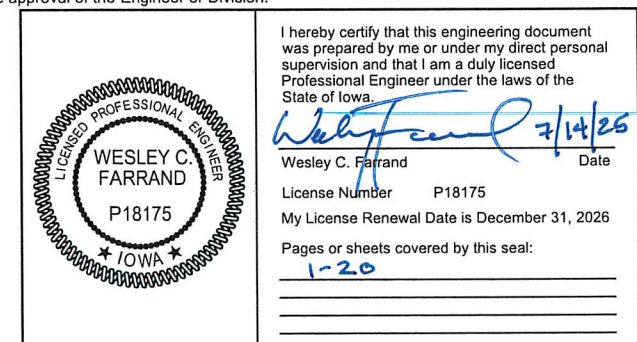 approval of the Engineer or Division.
LICENSED PROFESSIONAL ENGINEER
WESLEY C.
FARRAND
P18175
★ IOWA ★
I hereby certify that this engineering document
was prepared by me or under my direct personal
supervision and that I am a duly licensed
Professional Engineer under the laws of the
State of Iowa.
7/14/25
Wesley C. Farrand Date
License Number P18175
My License Renewal Date is December 31, 2026
Pages or sheets covered by this seal:
1-20